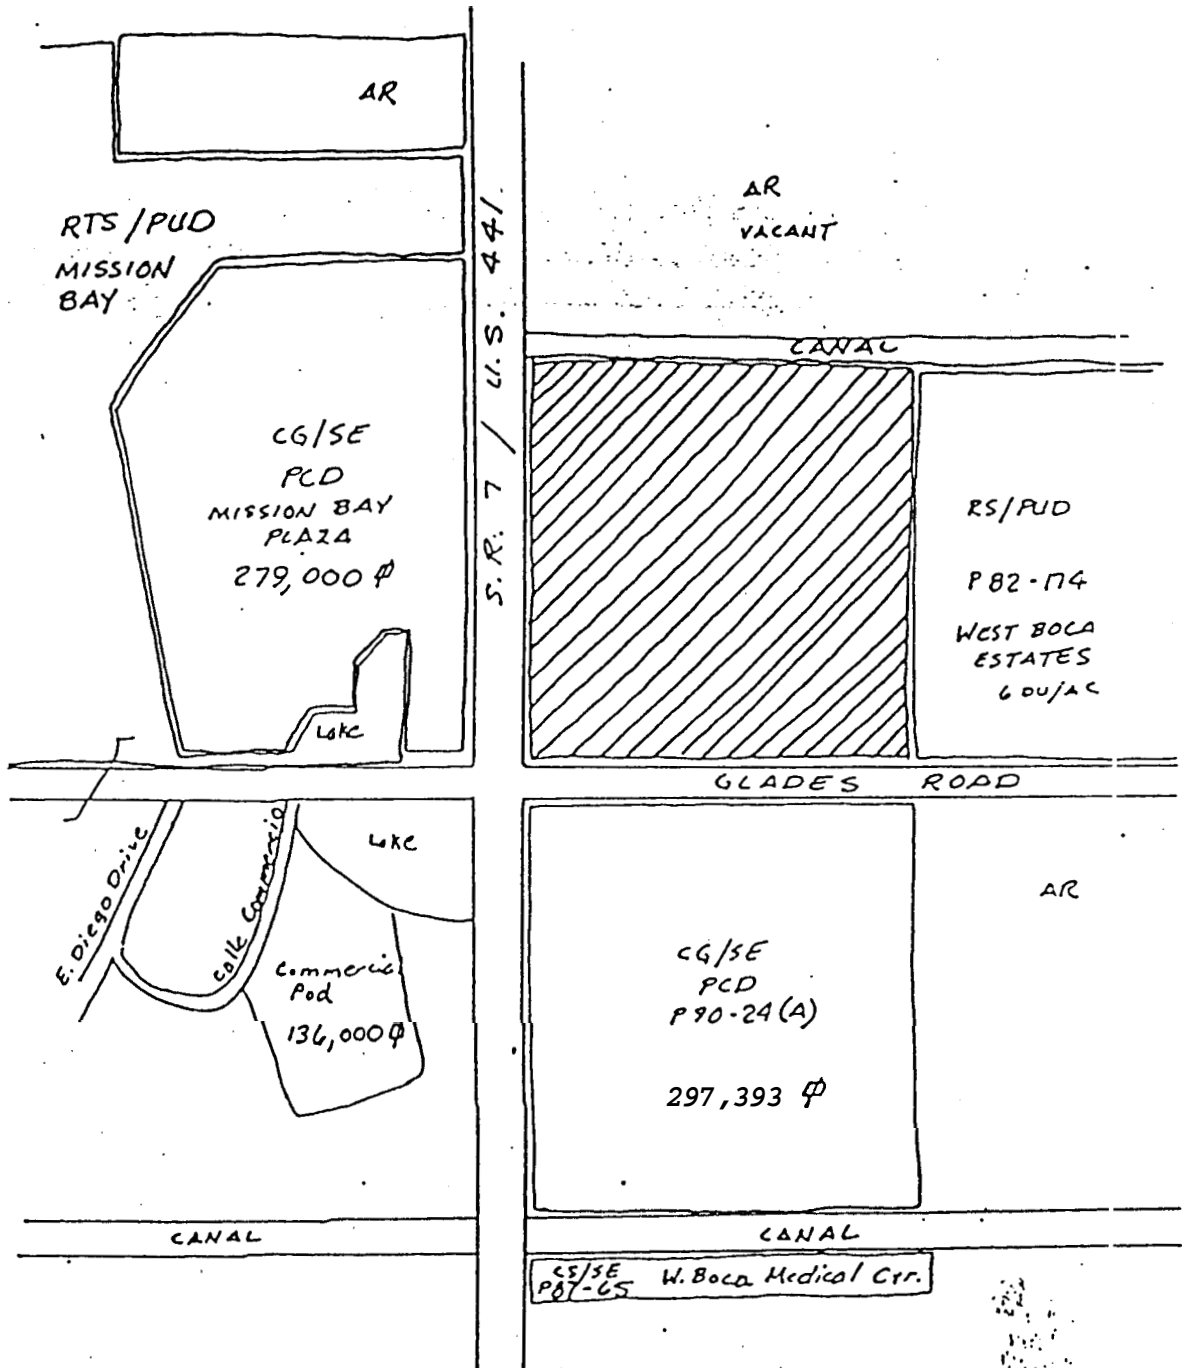 AR
RTS/PUD
MISSION
BAY
AR
VACANT
S.R. 7 / U.S. 441.
CANAL
CG/SE
PCD
MISSION BAY
PLAZA
279,000 ⏀
RS/PUD
P82-174
WEST BOCA
ESTATES
6 DU/AC
Lake
GLADES ROAD
E. Diego Drive
Calle Commercio
Lake
Commercial
Pod
136,000 ⏀
CG/SE
PCD
P90-24(A)
297,393 ⏀
AR
CANAL
CANAL
CS/SE
P87-65
W. Boca Medical Ctr.